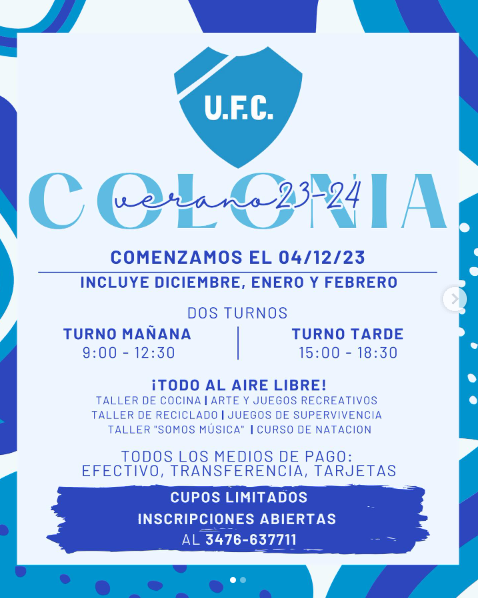 U.F.C.
COLONIA
verano 23-24
COMENZAMOS EL 04/12/23
INCLUYE DICIEMBRE, ENERO Y FEBRERO
DOS TURNOS
TURNO MAÑANA
9:00 - 12:30
TURNO TARDE
15:00 - 18:30
¡TODO AL AIRE LIBRE!
TALLER DE COCINA | ARTE Y JUEGOS RECREATIVOS
TALLER DE RECICLADO | JUEGOS DE SUPERVIVENCIA
TALLER "SOMOS MÚSICA" | CURSO DE NATACION
TODOS LOS MEDIOS DE PAGO:
EFECTIVO, TRANSFERENCIA, TARJETAS
CUPOS LIMITADOS
INSCRIPCIONES ABIERTAS
AL 3476-637711